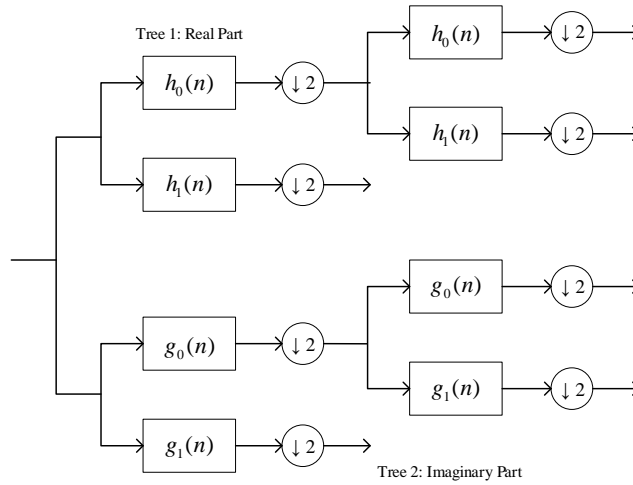 Tree 1: Real Part
h₀(n) ↓ 2 h₀(n) ↓ 2
h₁(n) ↓ 2
h₁(n) ↓ 2
g₀(n) ↓ 2
g₀(n) ↓ 2
g₁(n) ↓ 2
g₁(n) ↓ 2
Tree 2: Imaginary Part